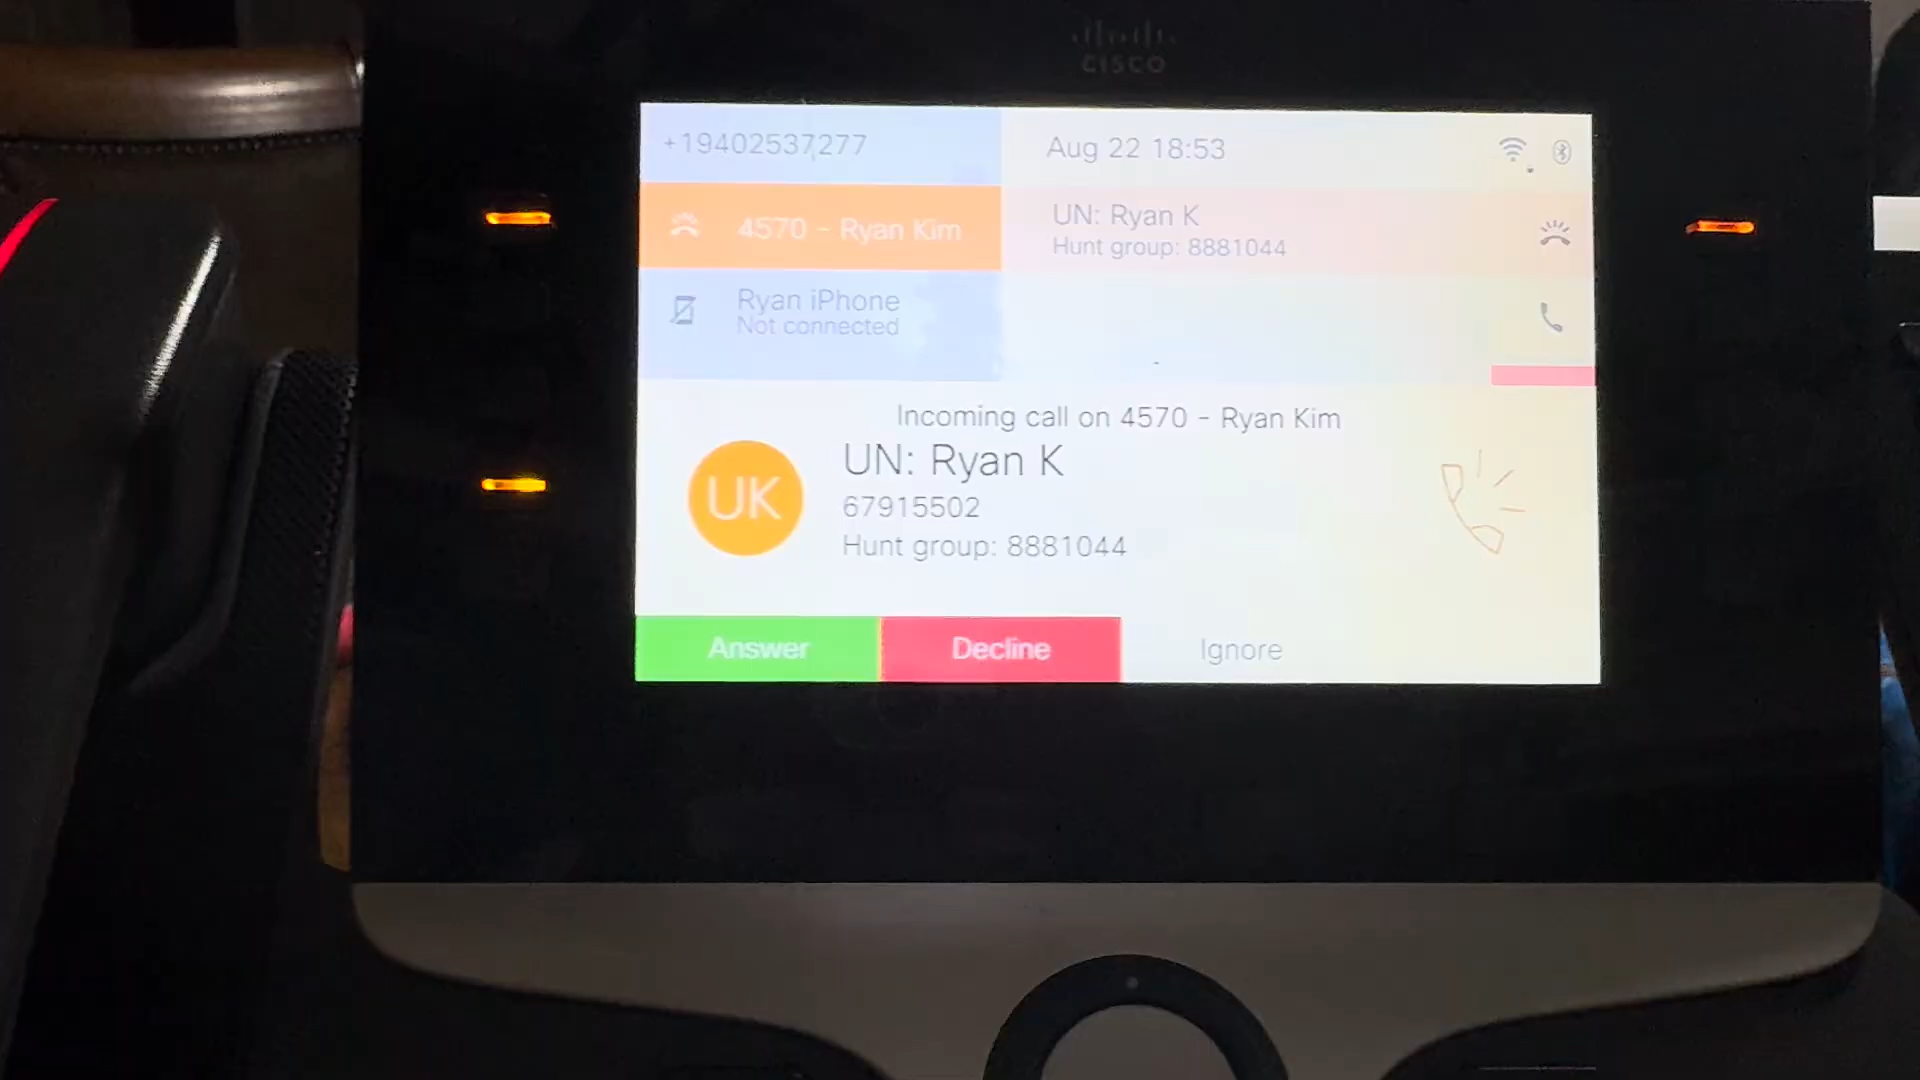 CISCO
+19402537277
Aug 22 18:53
4570 - Ryan Kim
UN: Ryan K
Hunt group: 8881044
Ryan iPhone
Not connected
Incoming call on 4570 - Ryan Kim
UK
UN: Ryan K
67915502
Hunt group: 8881044
Answer
Decline
Ignore